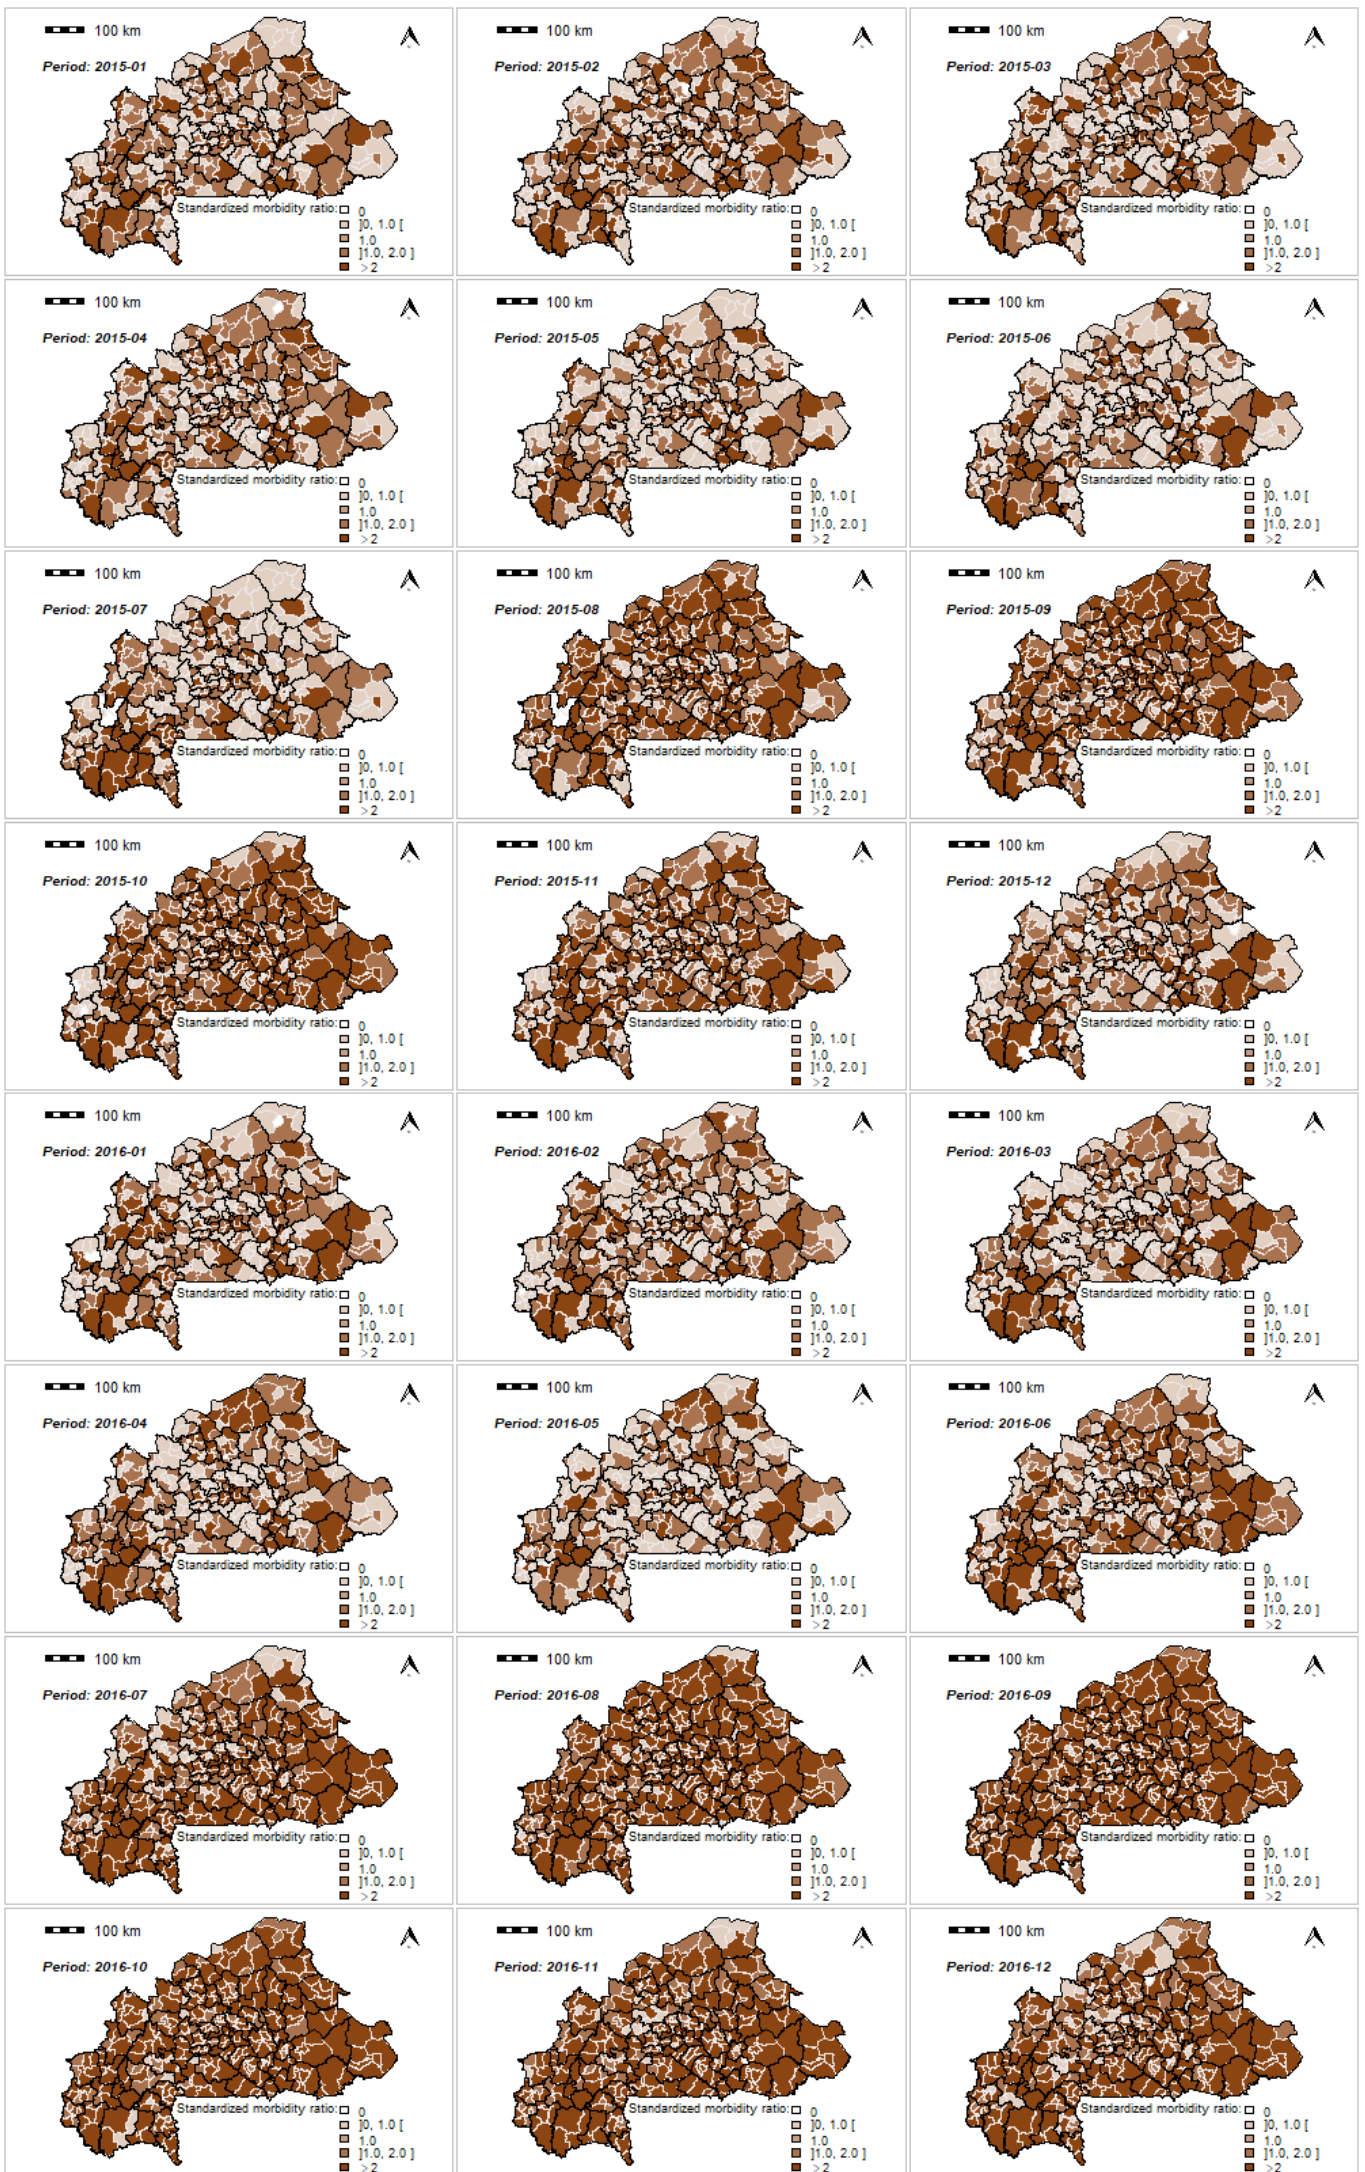 100 km
Period: 2015-01
Standardized morbidity ratio:
0
]0, 1.0 [
1.0
]1.0, 2.0 ]
>2
100 km
Period: 2015-02
Standardized morbidity ratio:
0
]0, 1.0 [
1.0
]1.0, 2.0 ]
>2
100 km
Period: 2015-03
Standardized morbidity ratio:
0
]0, 1.0 [
1.0
]1.0, 2.0 ]
>2
100 km
Period: 2015-04
Standardized morbidity ratio:
0
]0, 1.0 [
1.0
]1.0, 2.0 ]
>2
100 km
Period: 2015-05
Standardized morbidity ratio:
0
]0, 1.0 [
1.0
]1.0, 2.0 ]
>2
100 km
Period: 2015-06
Standardized morbidity ratio:
0
]0, 1.0 [
1.0
]1.0, 2.0 ]
>2
100 km
Period: 2015-07
Standardized morbidity ratio:
0
]0, 1.0 [
1.0
]1.0, 2.0 ]
>2
100 km
Period: 2015-08
Standardized morbidity ratio:
0
]0, 1.0 [
1.0
]1.0, 2.0 ]
>2
100 km
Period: 2015-09
Standardized morbidity ratio:
0
]0, 1.0 [
1.0
]1.0, 2.0 ]
>2
100 km
Period: 2015-10
Standardized morbidity ratio:
0
]0, 1.0 [
1.0
]1.0, 2.0 ]
>2
100 km
Period: 2015-11
Standardized morbidity ratio:
0
]0, 1.0 [
1.0
]1.0, 2.0 ]
>2
100 km
Period: 2015-12
Standardized morbidity ratio:
0
]0, 1.0 [
1.0
]1.0, 2.0 ]
>2
100 km
Period: 2016-01
Standardized morbidity ratio:
0
]0, 1.0 [
1.0
]1.0, 2.0 ]
>2
100 km
Period: 2016-02
Standardized morbidity ratio:
0
]0, 1.0 [
1.0
]1.0, 2.0 ]
>2
100 km
Period: 2016-03
Standardized morbidity ratio:
0
]0, 1.0 [
1.0
]1.0, 2.0 ]
>2
100 km
Period: 2016-04
Standardized morbidity ratio:
0
]0, 1.0 [
1.0
]1.0, 2.0 ]
>2
100 km
Period: 2016-05
Standardized morbidity ratio:
0
]0, 1.0 [
1.0
]1.0, 2.0 ]
>2
100 km
Period: 2016-06
Standardized morbidity ratio:
0
]0, 1.0 [
1.0
]1.0, 2.0 ]
>2
100 km
Period: 2016-07
Standardized morbidity ratio:
0
]0, 1.0 [
1.0
]1.0, 2.0 ]
>2
100 km
Period: 2016-08
Standardized morbidity ratio:
0
]0, 1.0 [
1.0
]1.0, 2.0 ]
>2
100 km
Period: 2016-09
Standardized morbidity ratio:
0
]0, 1.0 [
1.0
]1.0, 2.0 ]
>2
100 km
Period: 2016-10
Standardized morbidity ratio:
0
]0, 1.0 [
1.0
]1.0, 2.0 ]
>2
100 km
Period: 2016-11
Standardized morbidity ratio:
0
]0, 1.0 [
1.0
]1.0, 2.0 ]
>2
100 km
Period: 2016-12
Standardized morbidity ratio:
0
]0, 1.0 [
1.0
]1.0, 2.0 ]
>2